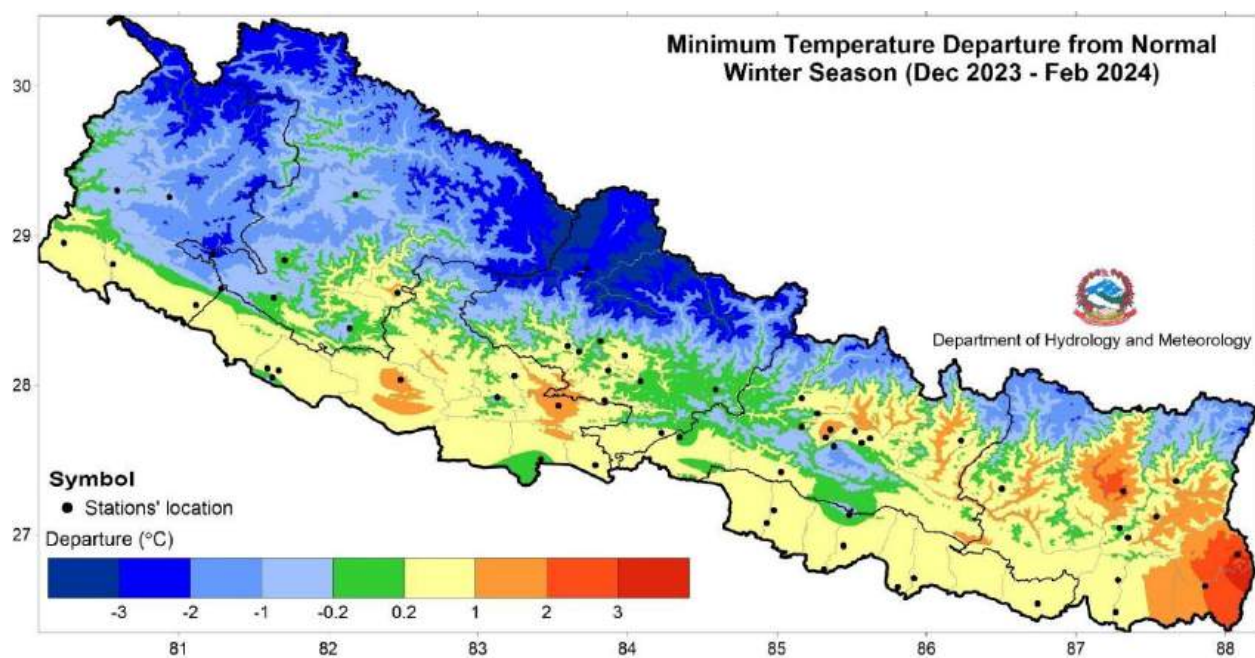 Minimum Temperature Departure from Normal
Winter Season (Dec 2023 - Feb 2024)
30
29
28
27
Department of Hydrology and Meteorology
Symbol
Stations' location
Departure (°C)
-3 -2 -1 -0.2 0.2 1 2 3
81 82 83 84 85 86 87 88